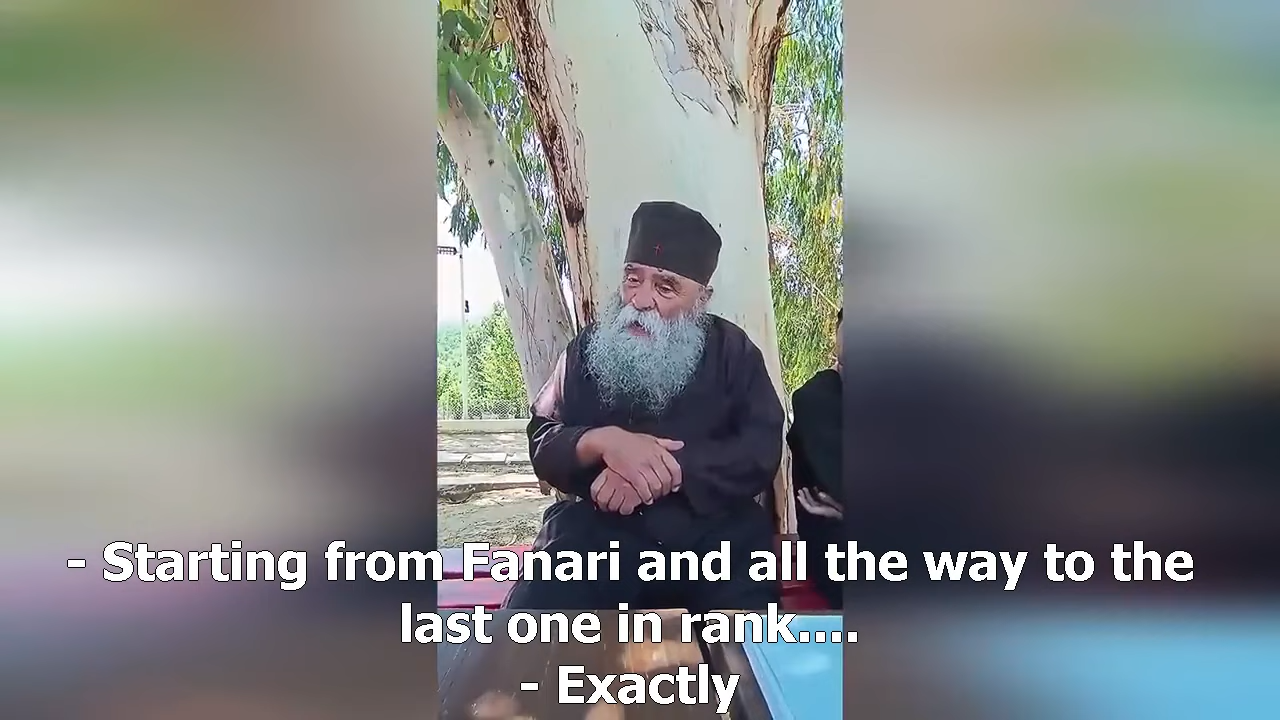 - Starting from Fanari and all the way to the
last one in rank....
- Exactly